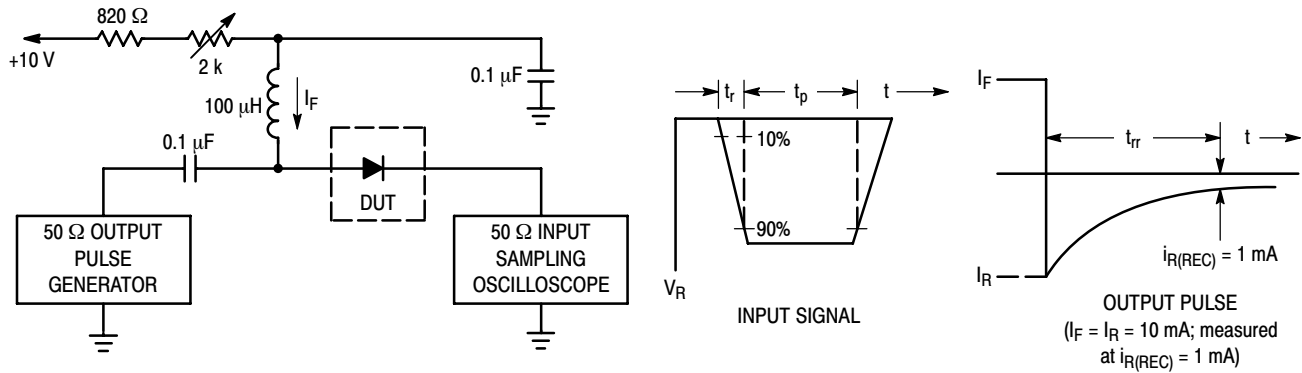 820 Ω
+10 V
2 k
0.1 μF
100 μH
I_F
0.1 μF
DUT
50 Ω OUTPUT
PULSE
GENERATOR
50 Ω INPUT
SAMPLING
OSCILLOSCOPE
t_r
t_p
t
10%
90%
V_R
INPUT SIGNAL
I_F
t_rr
t
i_R(REC) = 1 mA
I_R
OUTPUT PULSE
(I_F = I_R = 10 mA; measured
at i_R(REC) = 1 mA)